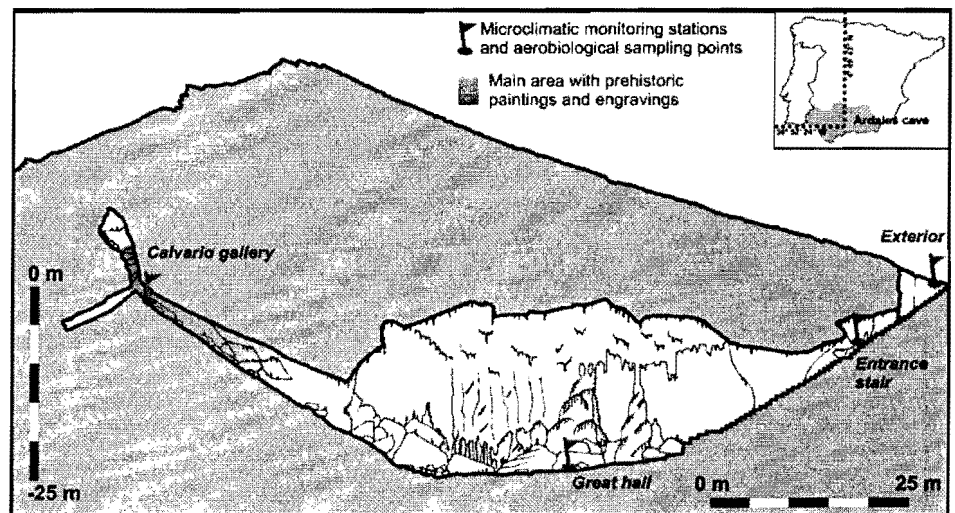 Microclimatic monitoring stations
and aerobiological sampling points
Main area with prehistoric
paintings and engravings
Ardales cave
Exterior
Calvario gallery
0 m
Entrance
stair
Great hall
0 m
25 m
-25 m